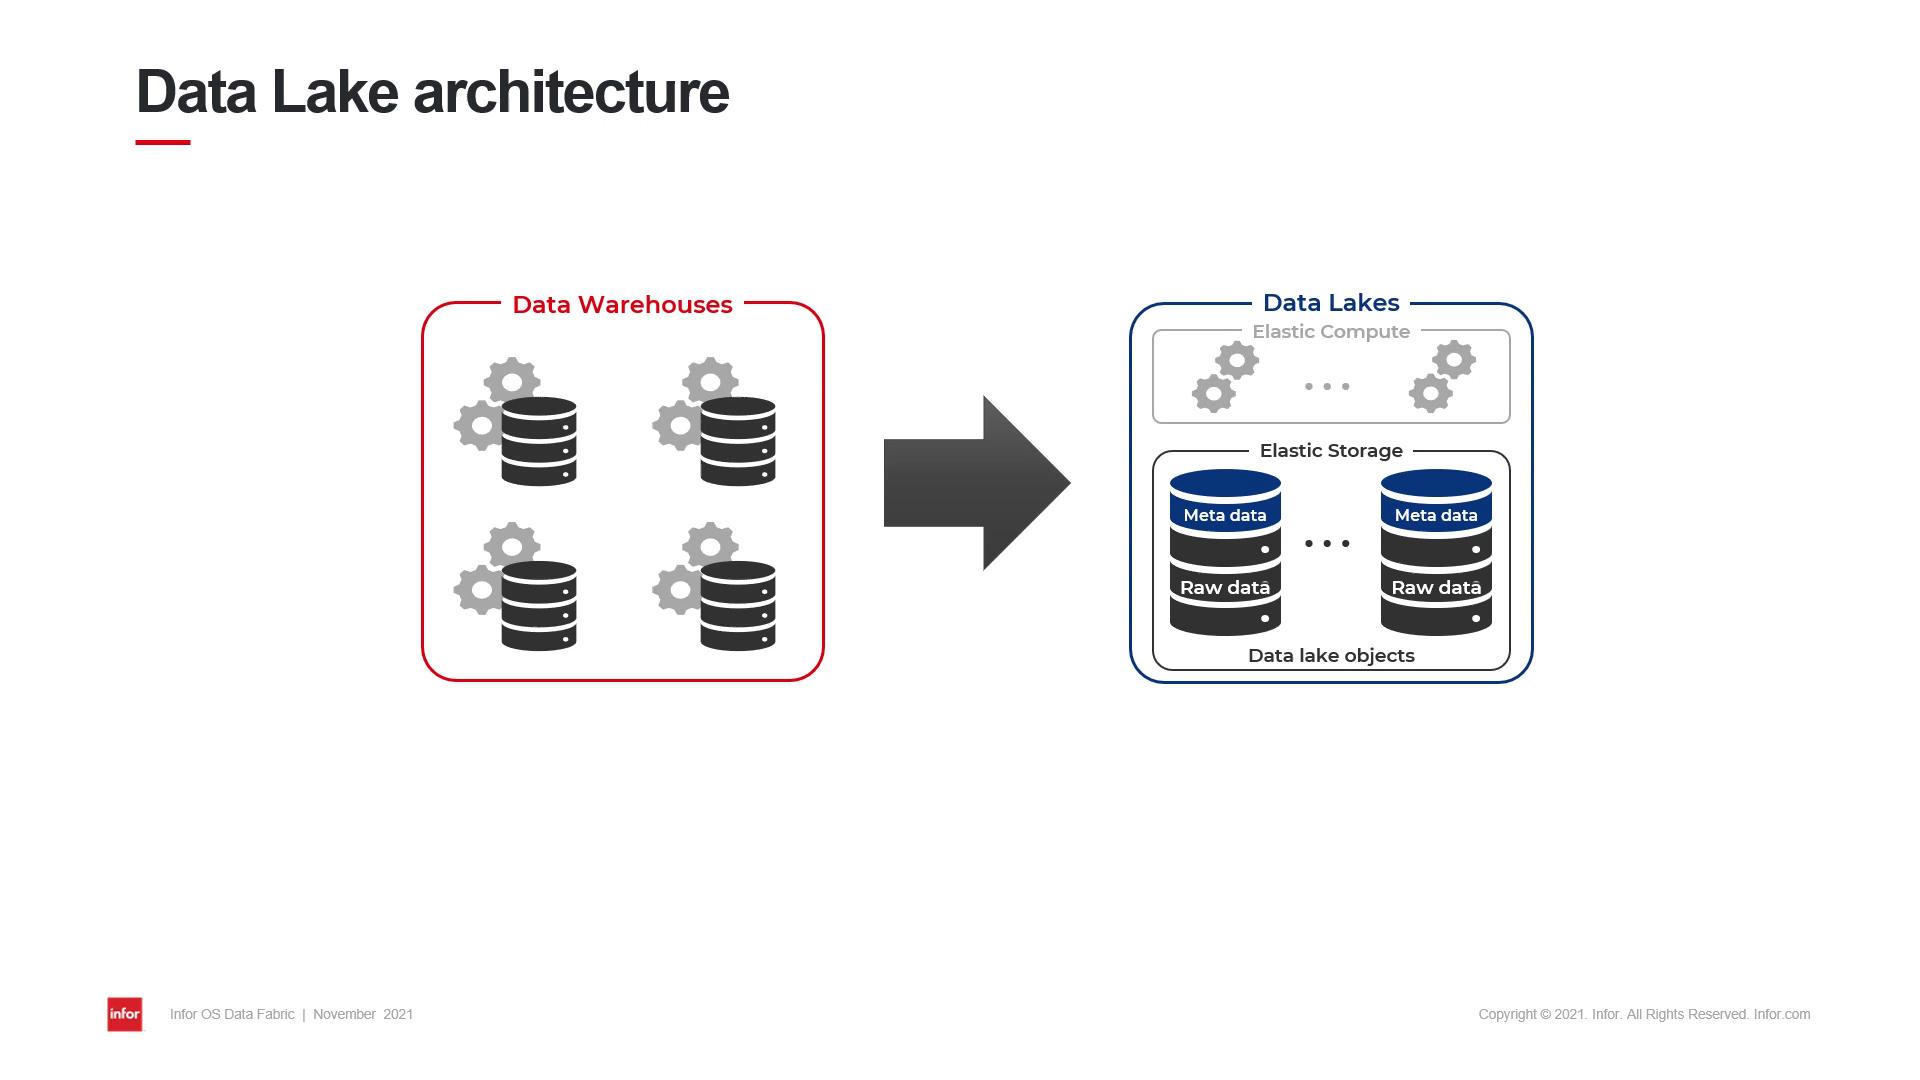 Data Lake architecture
Data Warehouses
Data Lakes
Elastic Compute
Elastic Storage
Meta data
Meta data
Raw data
Raw data
Data lake objects
infor
Infor OS Data Fabric | November 2021
Copyright © 2021. Infor. All Rights Reserved. Infor.com